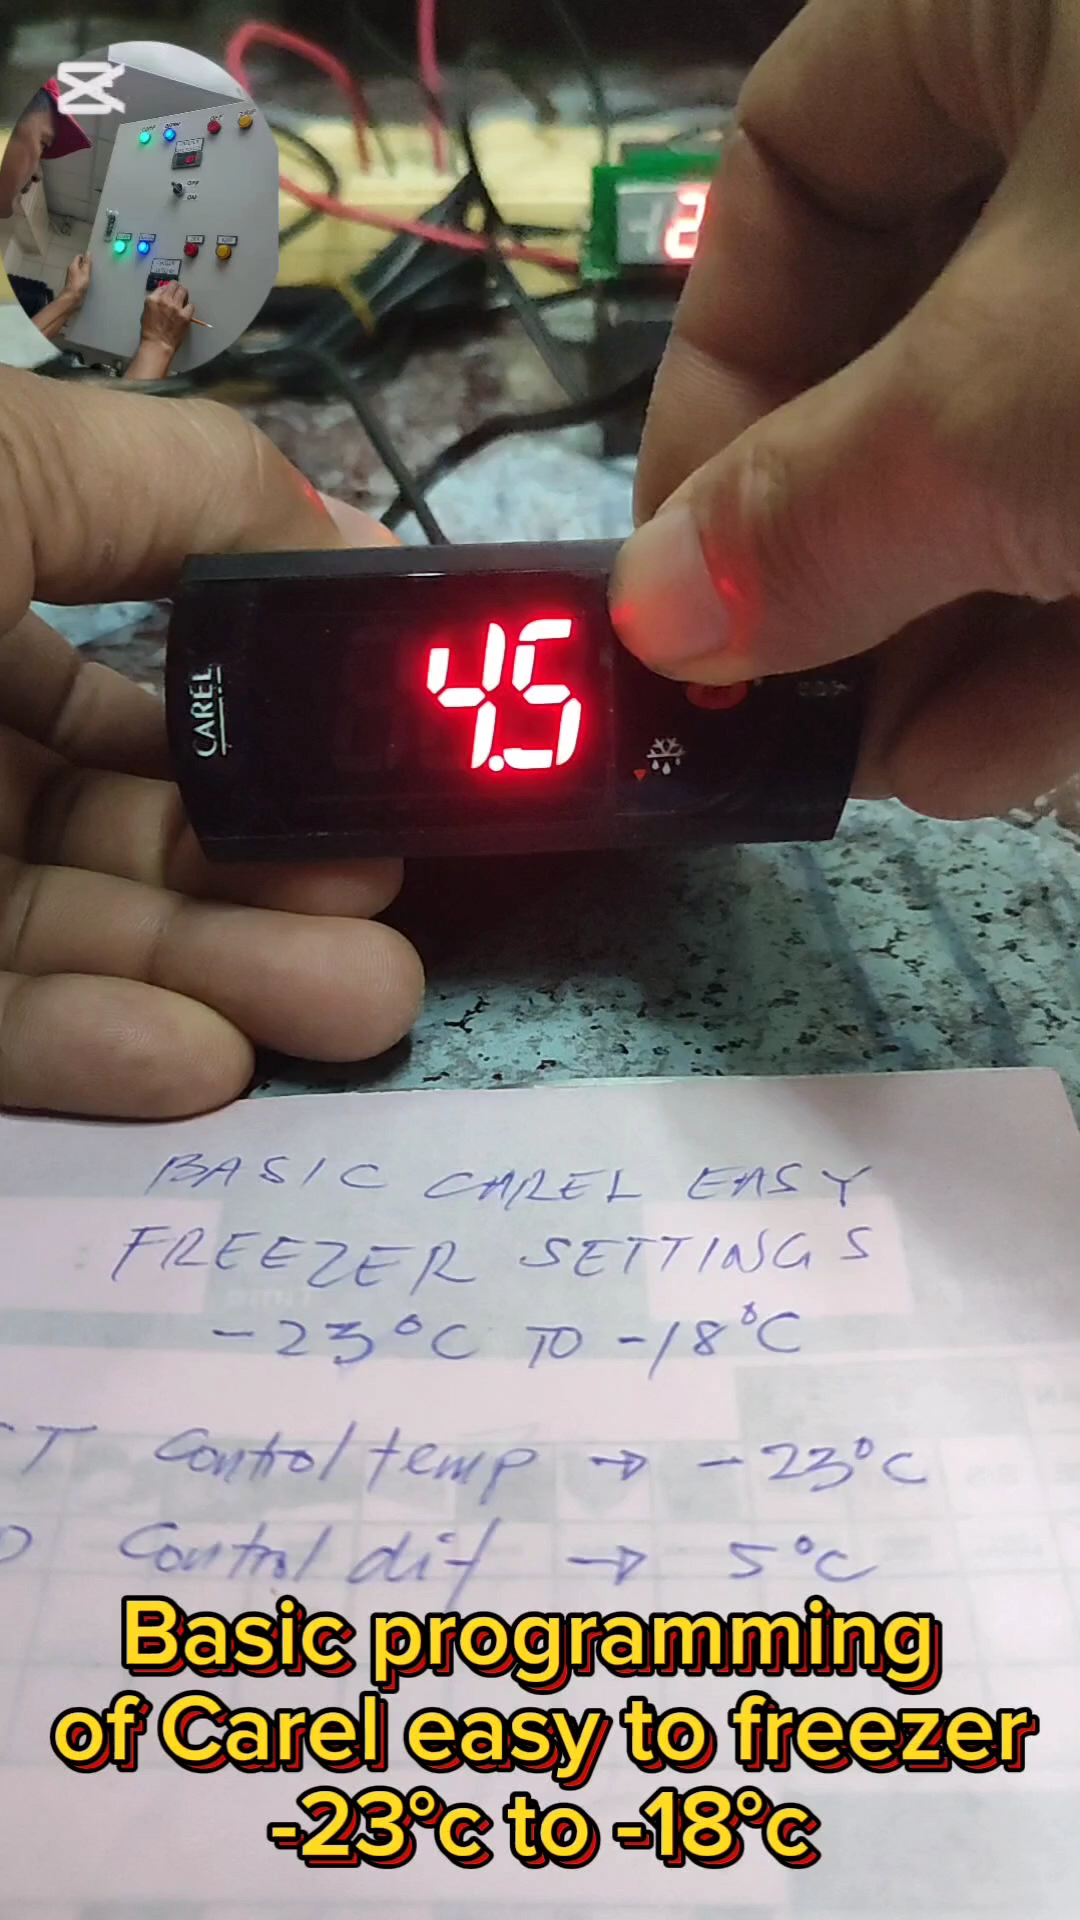 CAREL
4.5
BASIC CAREL EASY
FREEZER SETTINGS
-23°C TO -18°C
Control temp → -23°C
Control dif → 5°C
Basic programming
of Carel easy to freezer
-23°c to -18°c